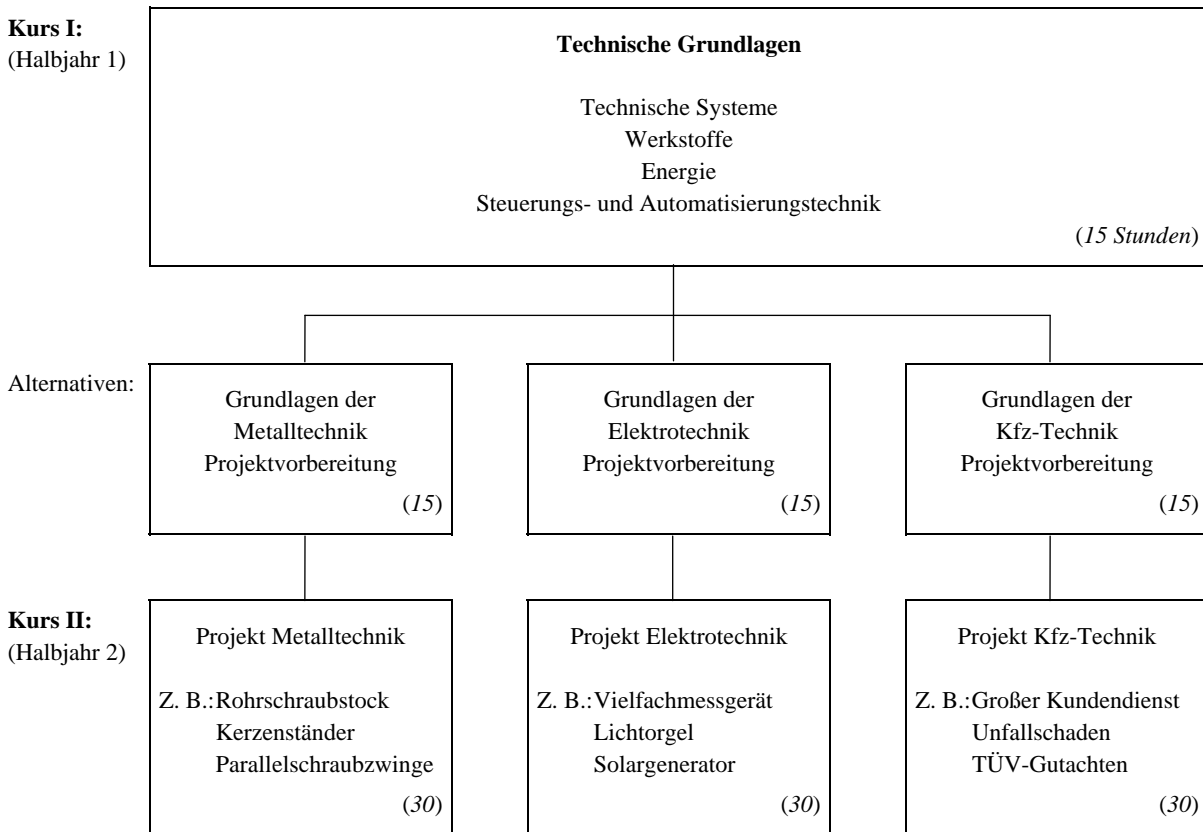 Kurs I:
(Halbjahr 1)
Technische Grundlagen
Technische Systeme
Werkstoffe
Energie
Steuerungs- und Automatisierungstechnik
(15 Stunden)
Alternativen:
Grundlagen der
Metalltechnik
Projektvorbereitung
(15)
Grundlagen der
Elektrotechnik
Projektvorbereitung
(15)
Grundlagen der
Kfz-Technik
Projektvorbereitung
(15)
Kurs II:
(Halbjahr 2)
Projekt Metalltechnik
Z. B.:Rohrschraubstock
Kerzenständer
Parallelschraubzwinge
(30)
Projekt Elektrotechnik
Z. B.:Vielfachmessgerät
Lichtorgel
Solargenerator
(30)
Projekt Kfz-Technik
Z. B.:Großer Kundendienst
Unfallschaden
TÜV-Gutachten
(30)